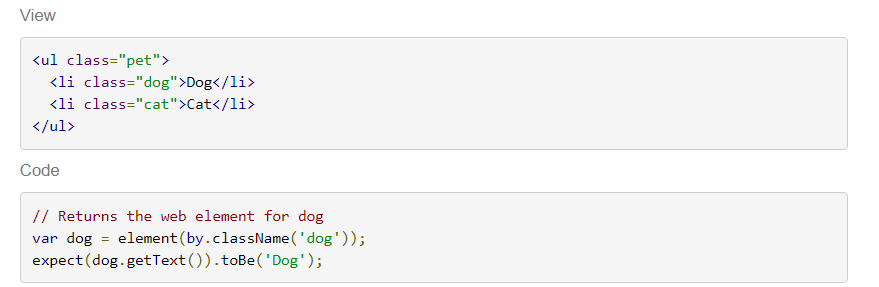 View
<ul class="pet">
  <li class="dog">Dog</li>
  <li class="cat">Cat</li>
</ul>
Code
// Returns the web element for dog
var dog = element(by.className('dog'));
expect(dog.getText()).toBe('Dog');